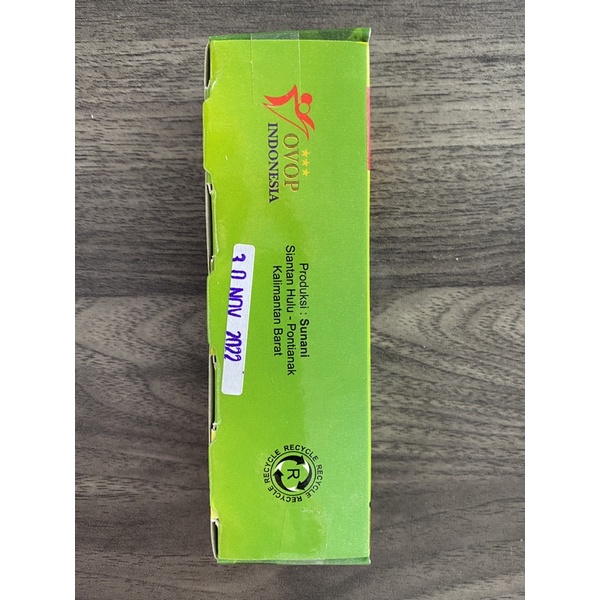 OVOP
INDONESIA
Produksi : Sunani
Siantan Hulu - Pontianak
Kalimantan Barat
30 NOV 2022
RECYCLE RECYCLE RECYCLE
R